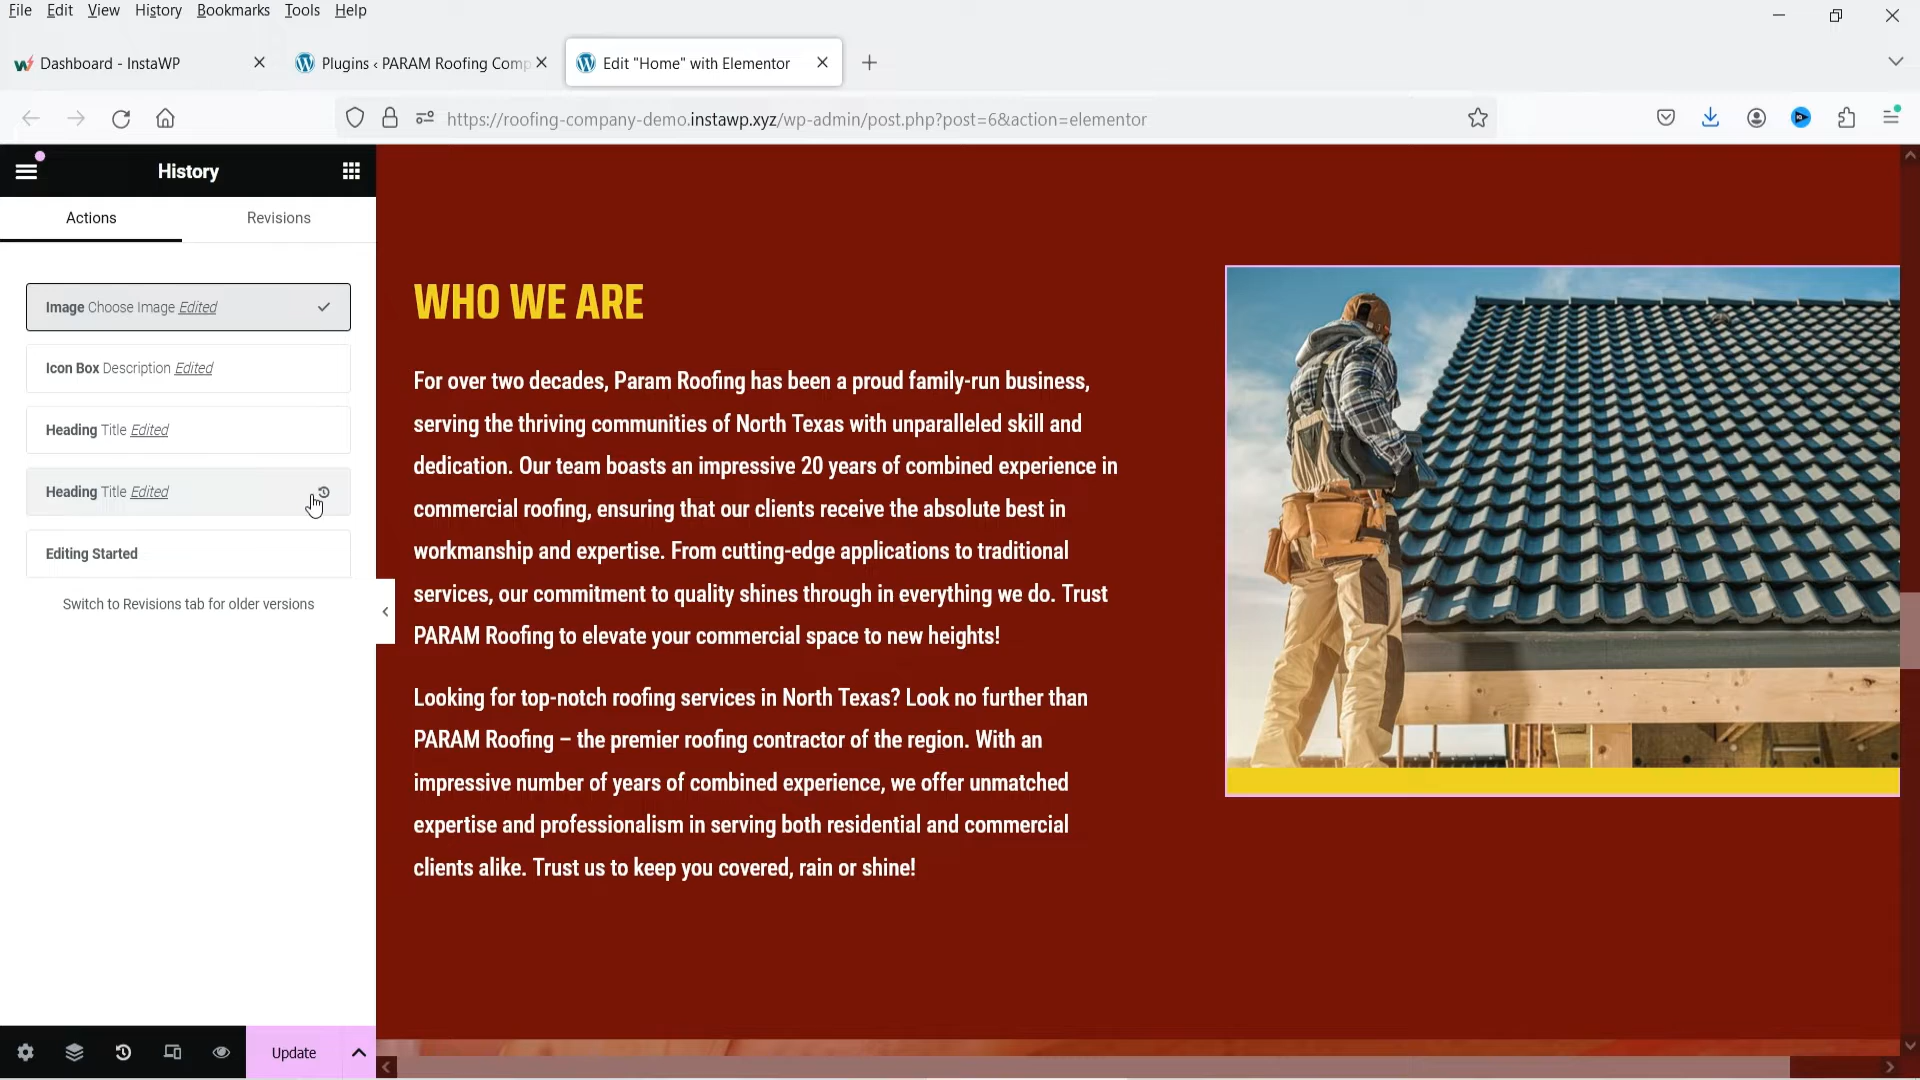 File Edit View History Bookmarks Tools Help
Dashboard - InstaWP
Plugins ‹ PARAM Roofing Comp
Edit "Home" with Elementor
https://roofing-company-demo.instawp.xyz/wp-admin/post.php?post=6&action=elementor
History
Actions
Revisions
Image Choose Image Edited
Icon Box Description Edited
Heading Title Edited
Heading Title Edited
Editing Started
Switch to Revisions tab for older versions
Update
WHO WE ARE
For over two decades, Param Roofing has been a proud family-run business,
serving the thriving communities of North Texas with unparalleled skill and
dedication. Our team boasts an impressive 20 years of combined experience in
commercial roofing, ensuring that our clients receive the absolute best in
workmanship and expertise. From cutting-edge applications to traditional
services, our commitment to quality shines through in everything we do. Trust
PARAM Roofing to elevate your commercial space to new heights!
Looking for top-notch roofing services in North Texas? Look no further than
PARAM Roofing – the premier roofing contractor of the region. With an
impressive number of years of combined experience, we offer unmatched
expertise and professionalism in serving both residential and commercial
clients alike. Trust us to keep you covered, rain or shine!